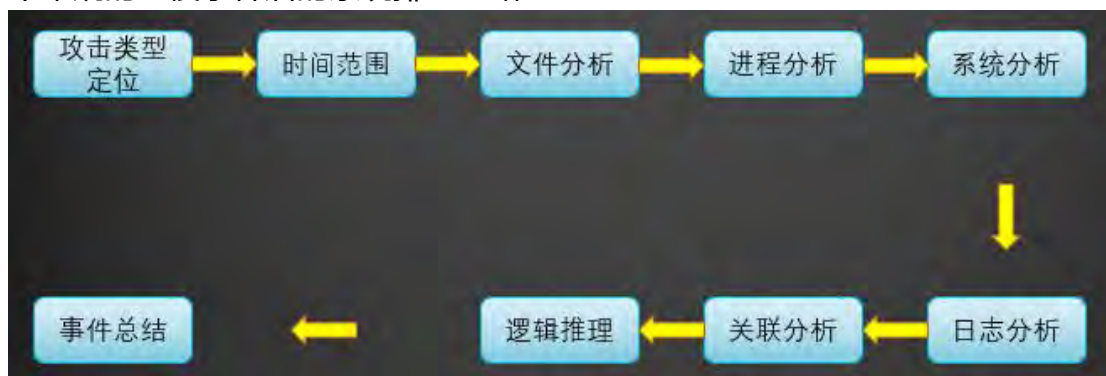 攻击类型
定位
时间范围
文件分析
进程分析
系统分析
日志分析
关联分析
逻辑推理
事件总结